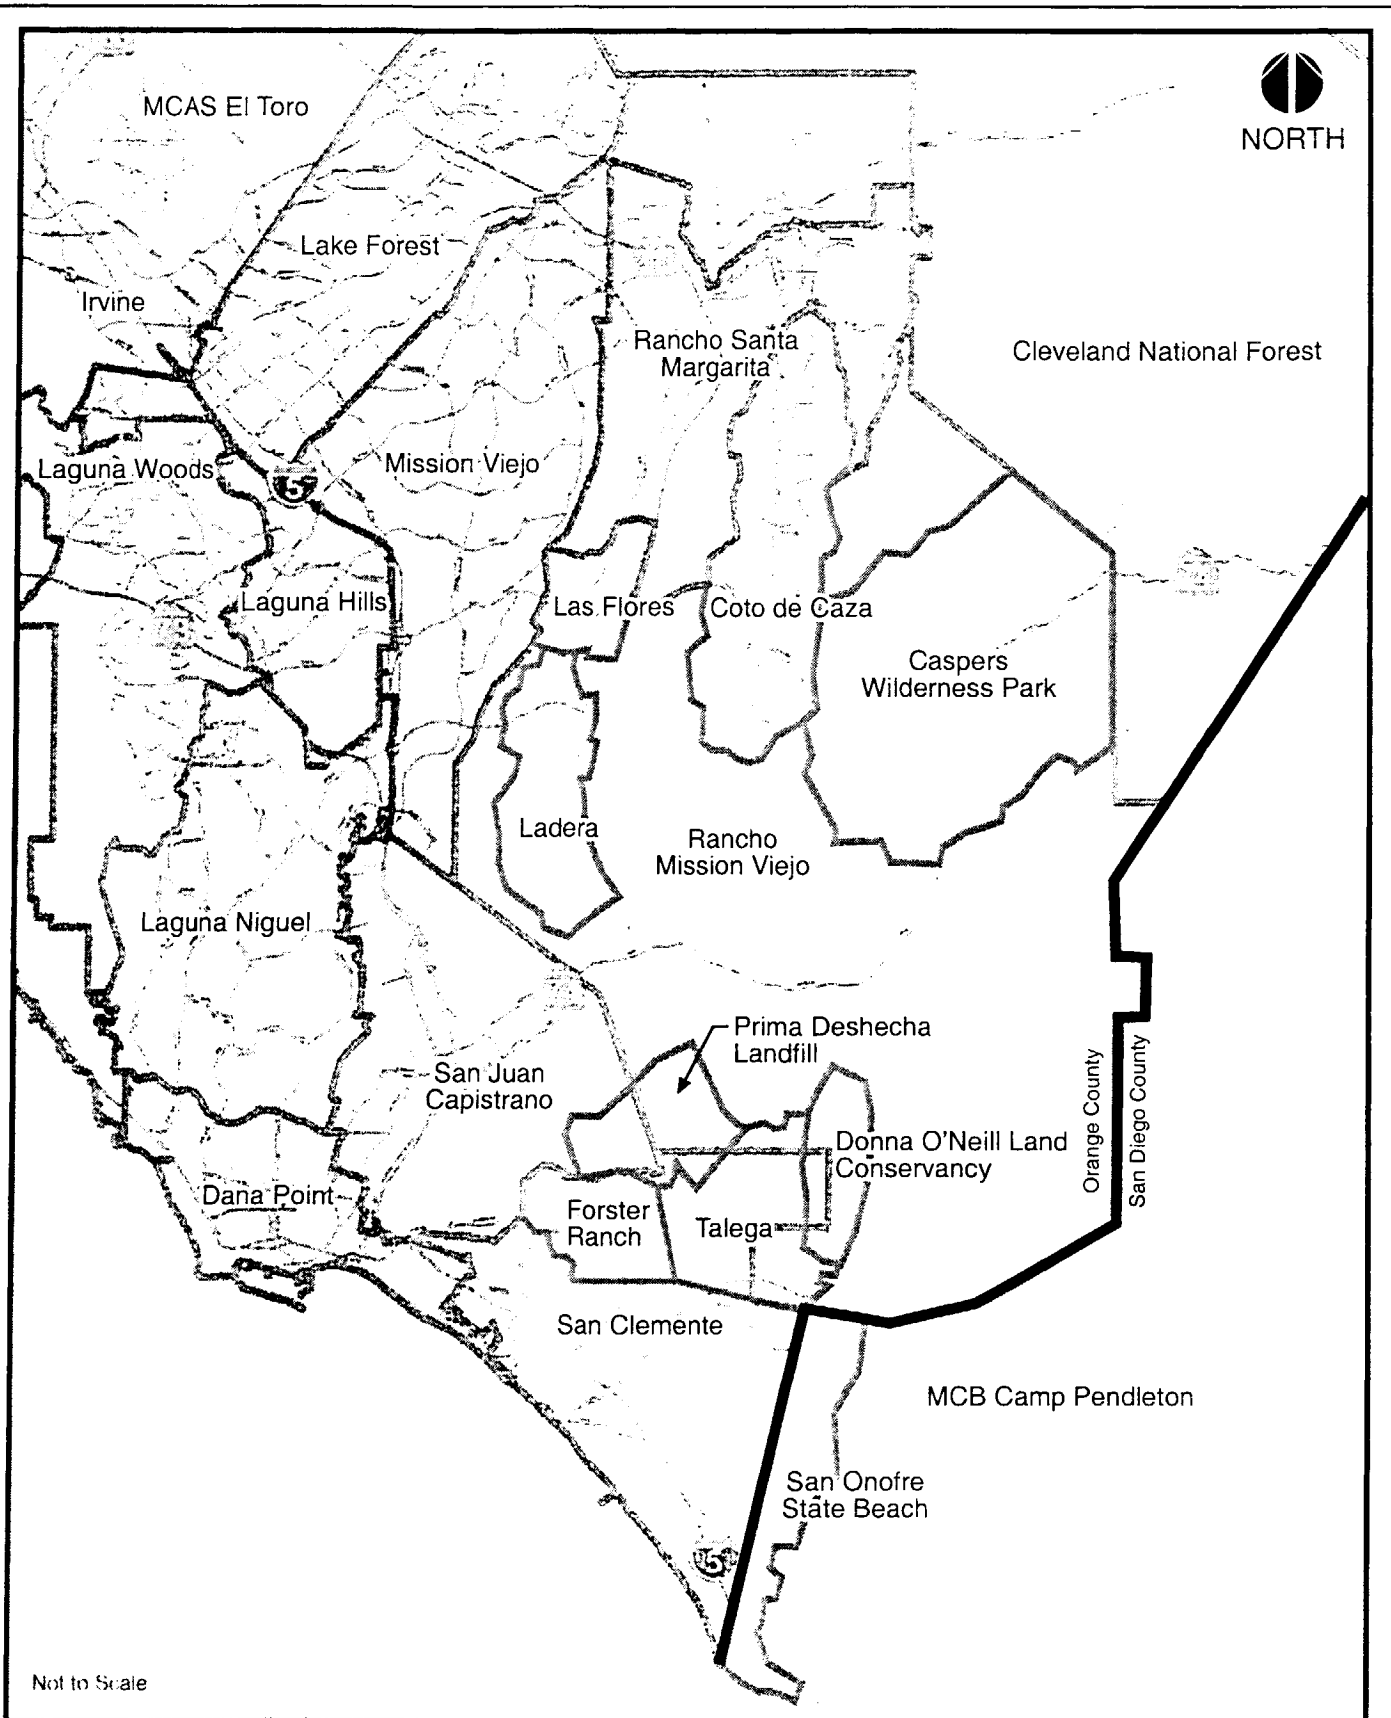 MCAS El Toro
NORTH
Lake Forest
Irvine
Rancho Santa
Margarita
Cleveland National Forest
Laguna Woods
5
Mission Viejo
Laguna Hills
Las Flores
Coto de Caza
Caspers
Wilderness Park
Ladera
Rancho
Mission Viejo
Laguna Niguel
Prima Deshecha
Landfill
San Juan
Capistrano
Orange County
San Diego County
Donna O'Neill Land
Conservancy
Dana Point
Forster
Ranch
Talega
San Clemente
MCB Camp Pendleton
San Onofre
State Beach
5
Not to Scale